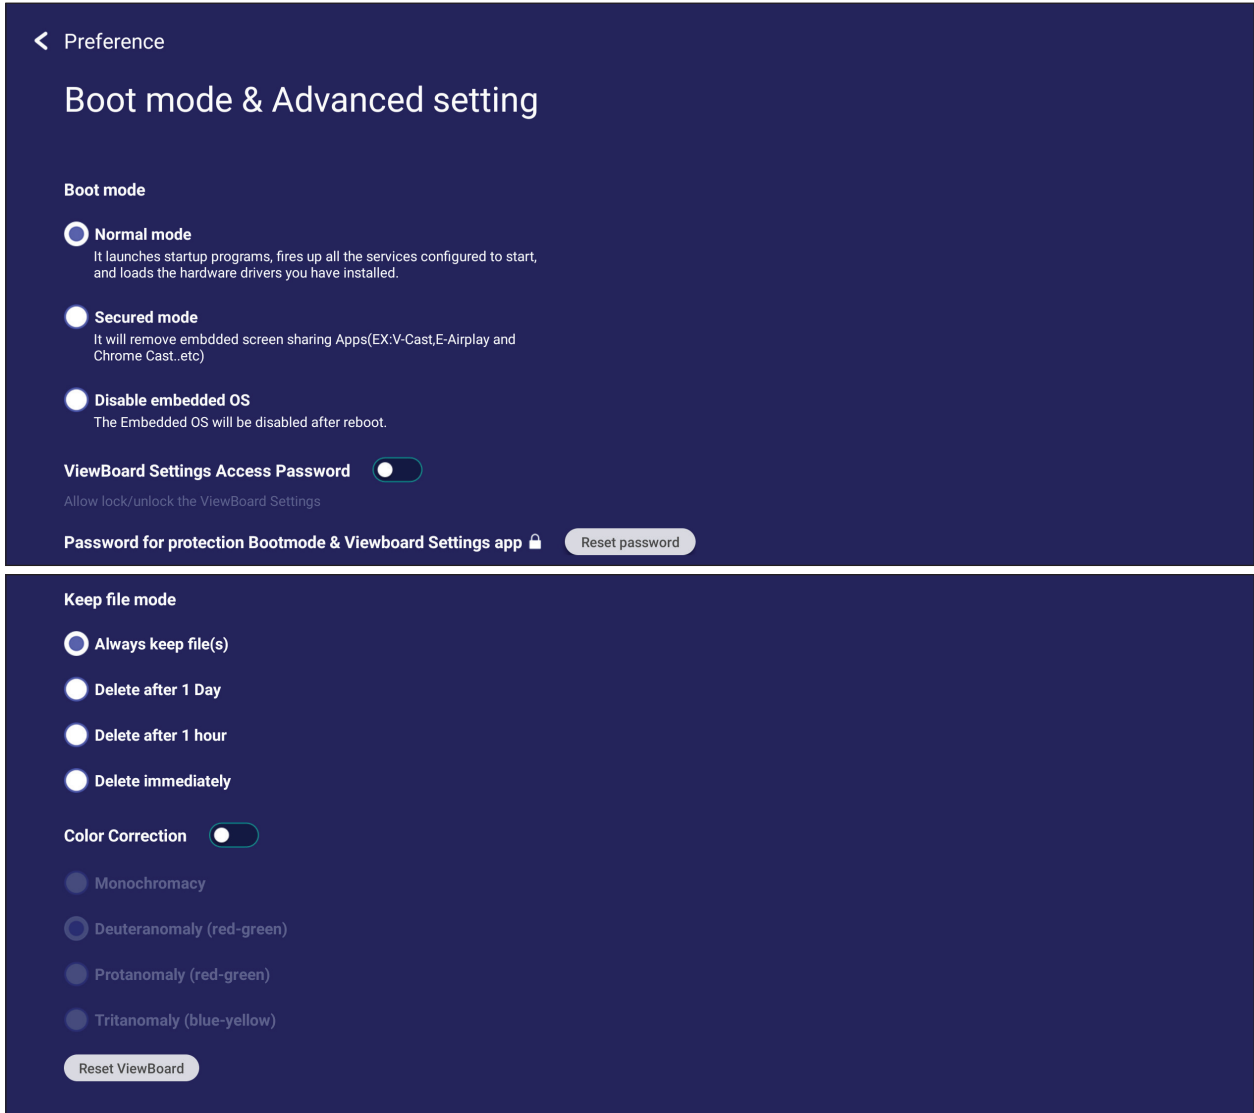 Preference
Boot mode & Advanced setting
Boot mode
Normal mode
It launches startup programs, fires up all the services configured to start,
and loads the hardware drivers you have installed.
Secured mode
It will remove embdded screen sharing Apps(EX:V-Cast,E-Airplay and
Chrome Cast..etc)
Disable embedded OS
The Embedded OS will be disabled after reboot.
ViewBoard Settings Access Password
Allow lock/unlock the ViewBoard Settings
Password for protection Bootmode & Viewboard Settings app Reset password
Keep file mode
Always keep file(s)
Delete after 1 Day
Delete after 1 hour
Delete immediately
Color Correction
Monochromacy
Deuteranomaly (red-green)
Protanomaly (red-green)
Tritanomaly (blue-yellow)
Reset ViewBoard